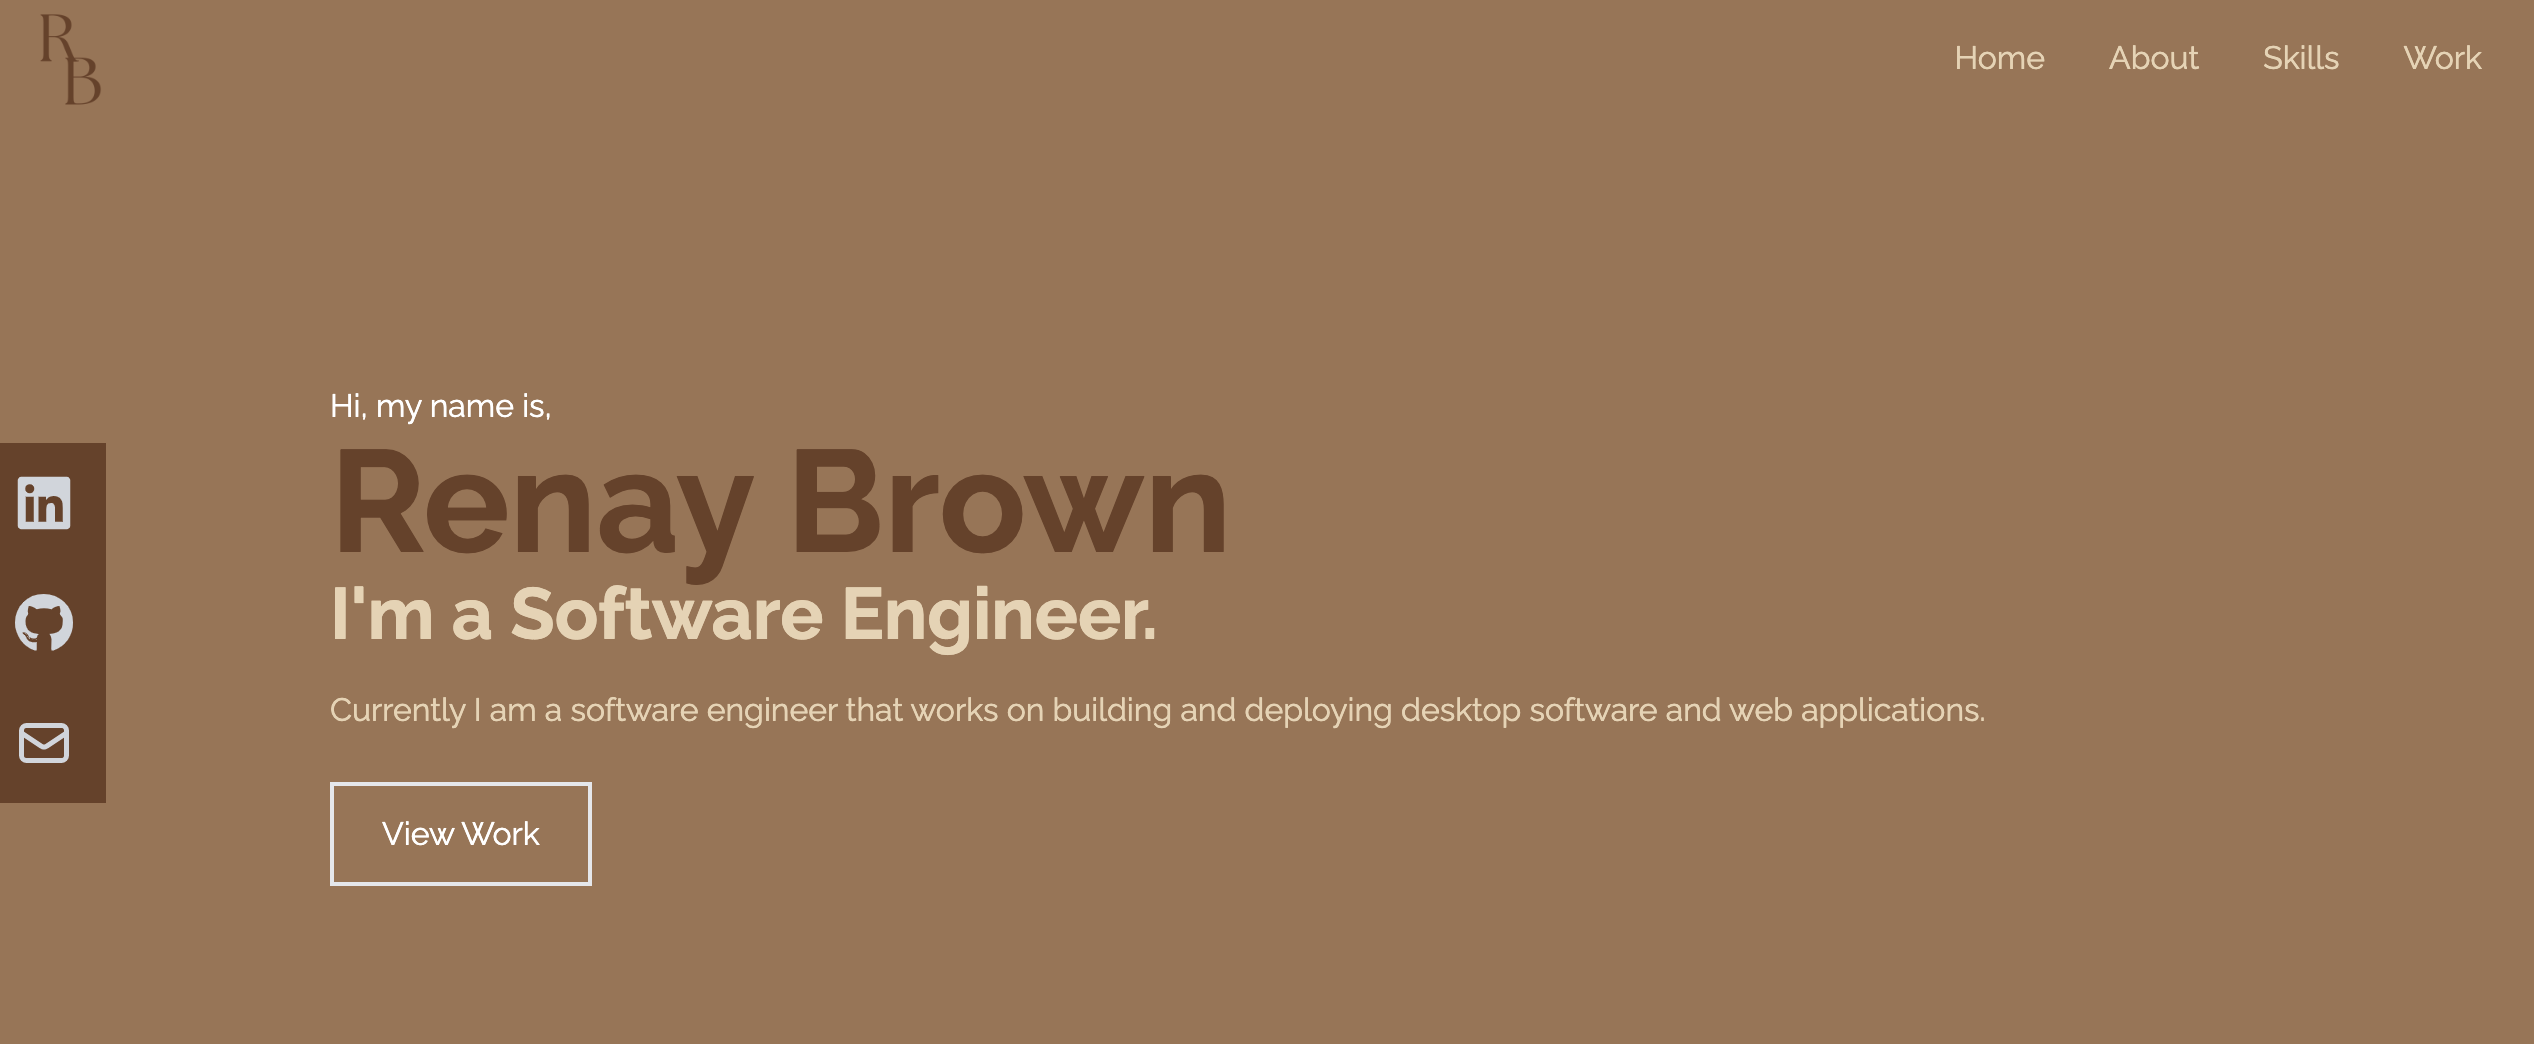 R
B
Home About Skills Work
Hi, my name is,
Renay Brown
I'm a Software Engineer.
in
Currently I am a software engineer that works on building and deploying desktop software and web applications.
View Work